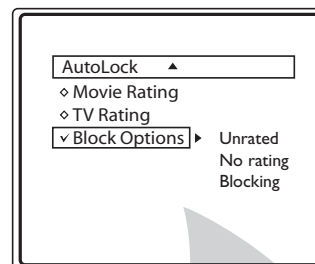 AutoLock
Movie Rating
TV Rating
Block Options Unrated
No rating
Blocking